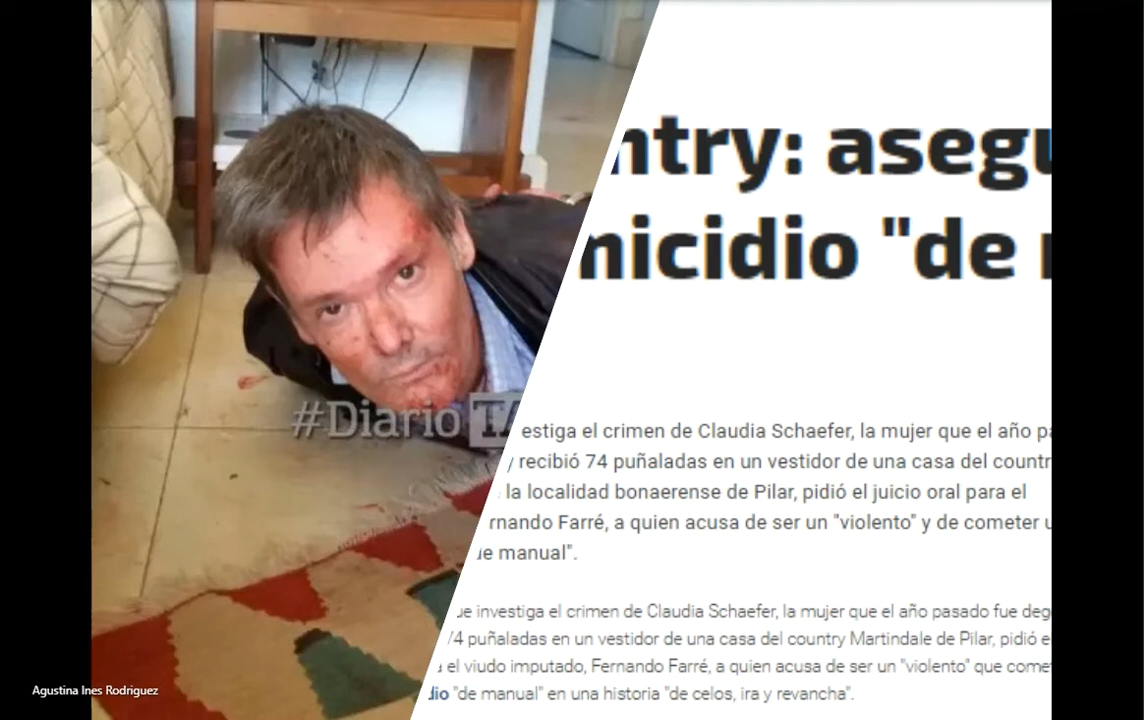 ntry: asegu
nicidio "de
#Diario
estiga el crimen de Claudia Schaefer, la mujer que el año pa
y recibió 74 puñaladas en un vestidor de una casa del countr
la localidad bonaerense de Pilar, pidió el juicio oral para el
rnando Farré, a quien acusa de ser un "violento" y de cometer u
de manual".
ue investiga el crimen de Claudia Schaefer, la mujer que el año pasado fue deg
74 puñaladas en un vestidor de una casa del country Martindale de Pilar, pidió e
el viudo imputado, Fernando Farré, a quien acusa de ser un "violento" que comet
dio "de manual" en una historia "de celos, ira y revancha".
Agustina Ines Rodriguez